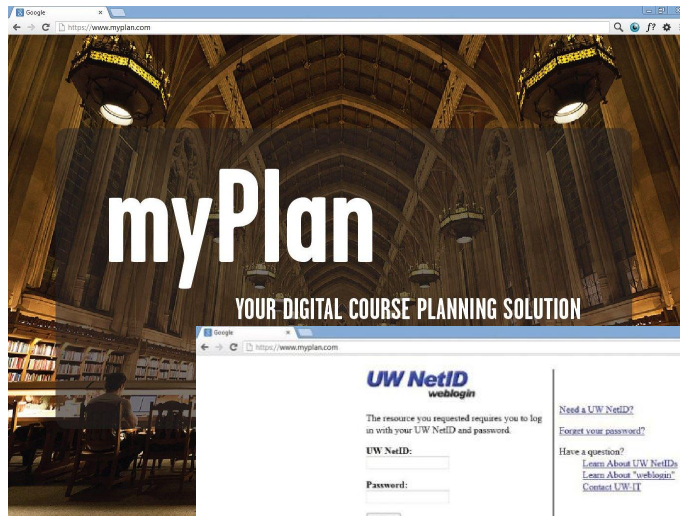 Google
https://www.myplan.com
myPlan
YOUR DIGITAL COURSE PLANNING SOLUTION
Google
https://www.myplan.com
UW NetID
weblogin
The resource you requested requires you to log
in with your UW NetID and password.
UW NetID:
Password:
Need a UW NetID?
Forget your password?
Have a question?
Learn About UW NetIDs
Learn About "weblogin"
Contact UW-IT